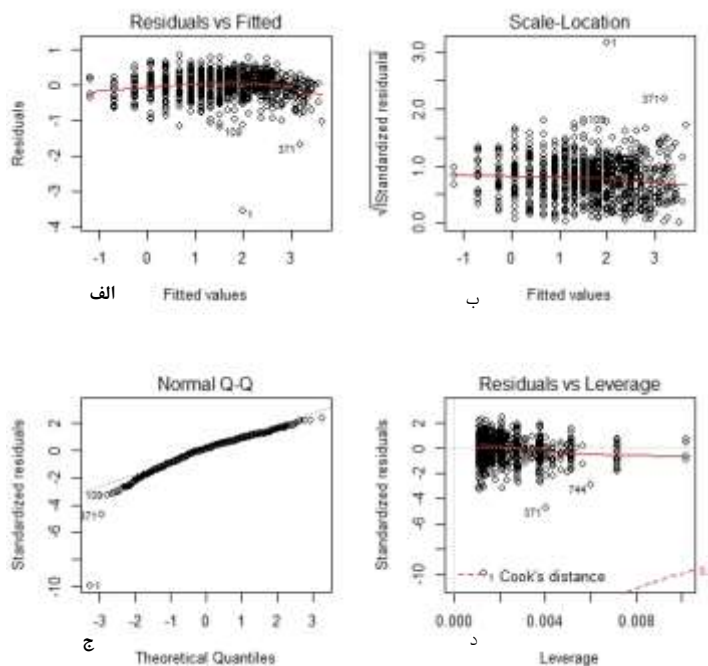 Residuals vs Fitted
Residuals
1
0
-1
-2
-3
-4
109
371
1
-1 0 1 2 3
الف
Fitted values
Scale-Location
√|Standardized residuals|
3.0
2.0
1.0
0.0
1
371
109
-1 0 1 2 3
ب
Fitted values
Normal Q-Q
Standardized residuals
2
0
-2
-4
-6
-10
109
371
1
-3 -2 -1 0 1 2 3
ج
Theoretical Quantiles
Residuals vs Leverage
Standardized residuals
2
0
-2
-4
-6
-10
744
371
1
Cook's distance
0.000 0.004 0.008
د
Leverage